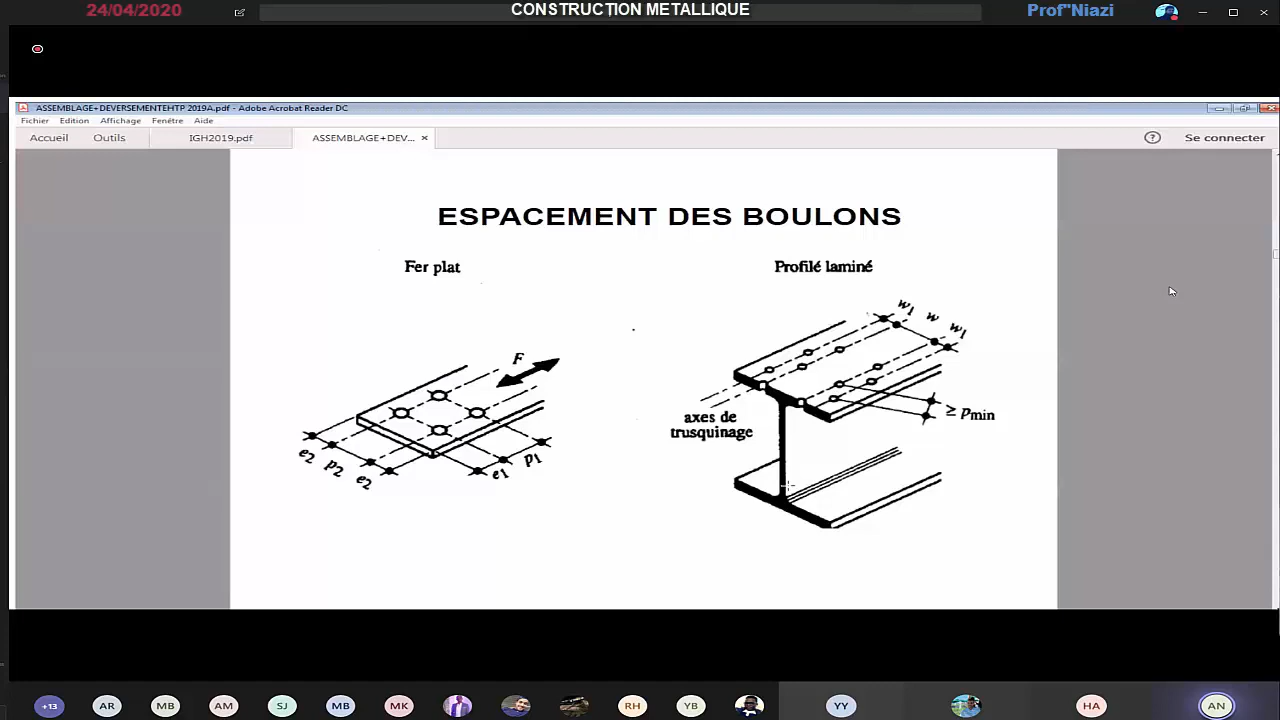 24/04/2020
CONSTRUCTION METALLIQUE
Prof"Niazi
ASSEMBLAGE+DEVERSEMENTEHTP 2019A.pdf - Adobe Acrobat Reader DC
Fichier Edition Affichage Fenêtre Aide
Accueil Outils IGH2019.pdf ASSEMBLAGE+DEV... × ? Se connecter
ESPACEMENT DES BOULONS
Fer plat
Profilé laminé
F
e2 p2 e2 e1 p1
w1 w w1
axes de
trusquinage
≥ pmin
+13 AR MB AM SJ MB MK RH YB YY HA AN